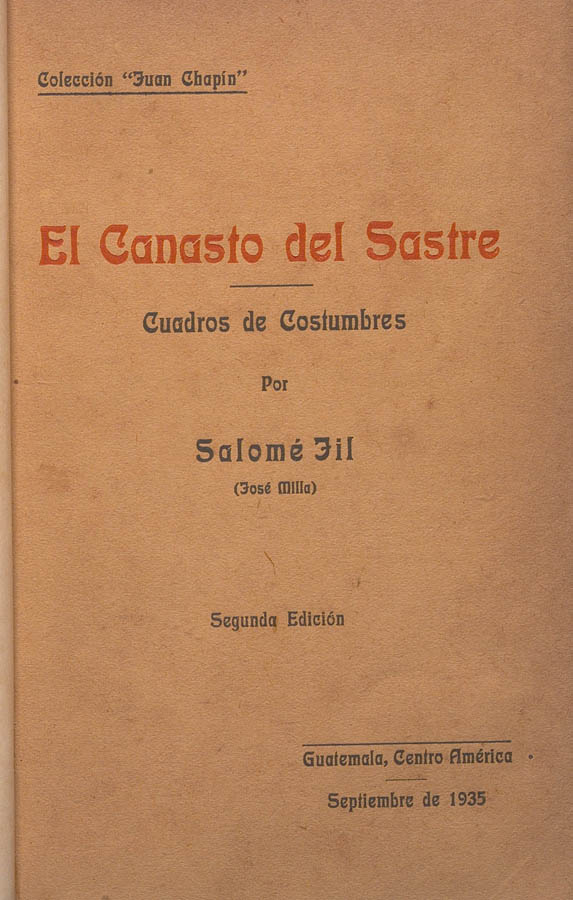 Colección "Juan Chapín"
El Canasto del Sastre
Cuadros de Costumbres
Por
Salomé Jil
(José Milla)
Segunda Edición
Guatemala, Centro América
Septiembre de 1935